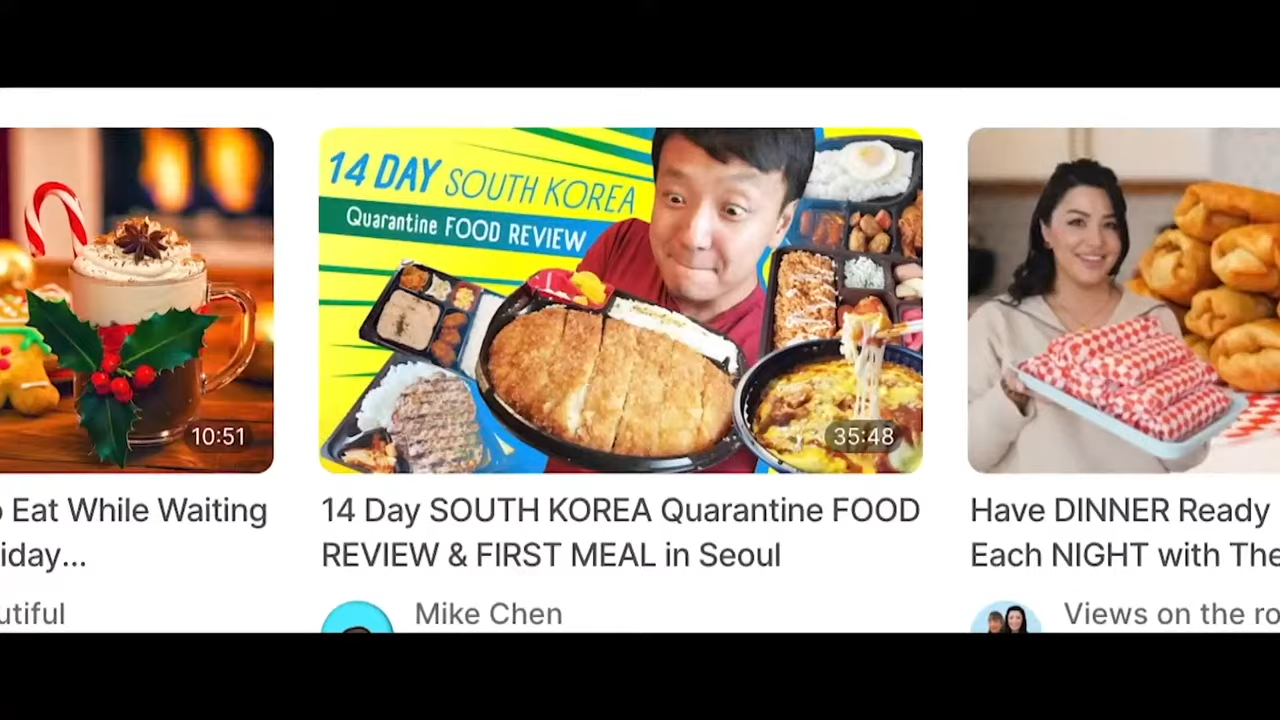 14 DAY SOUTH KOREA
Quarantine FOOD REVIEW
10:51
35:48
Eat While Waiting
14 Day SOUTH KOREA Quarantine FOOD
REVIEW & FIRST MEAL in Seoul
Have DINNER Ready
Each NIGHT with The
iday...
utiful
Mike Chen
Views on the ro